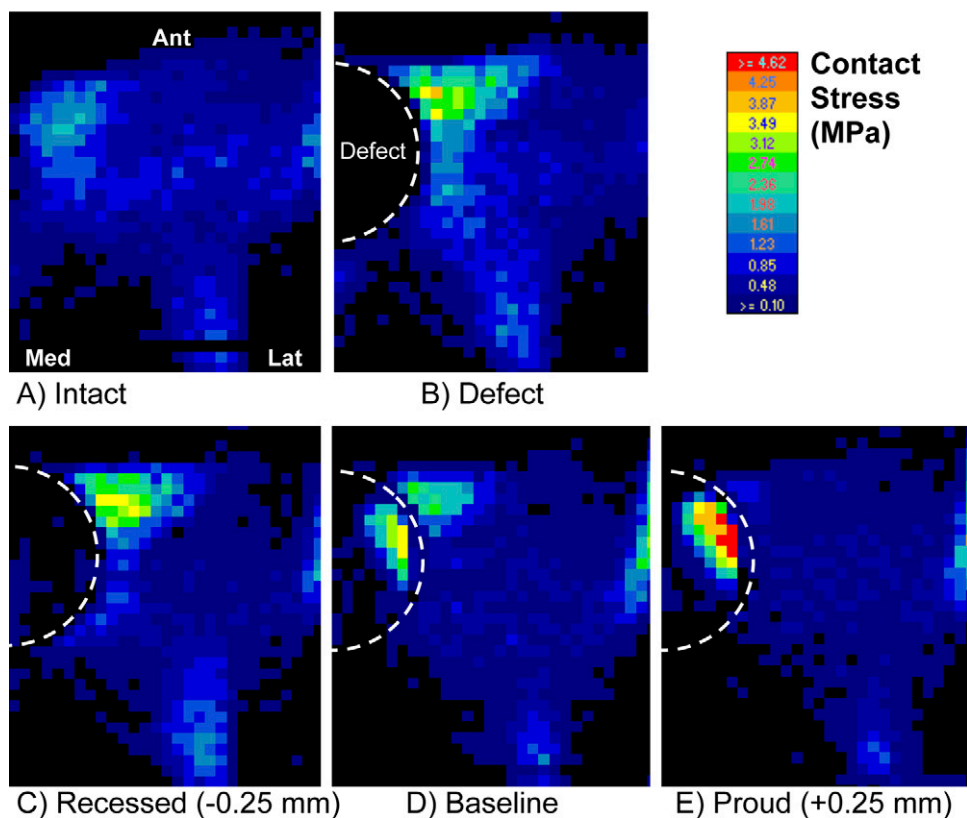 Ant
Med
Lat
A) Intact
Defect
B) Defect
>= 4.62
4.25
3.87
3.49
3.12
2.74
2.36
1.98
1.61
1.23
0.85
0.48
>= 0.10
Contact
Stress
(MPa)
C) Recessed (-0.25 mm)
D) Baseline
E) Proud (+0.25 mm)